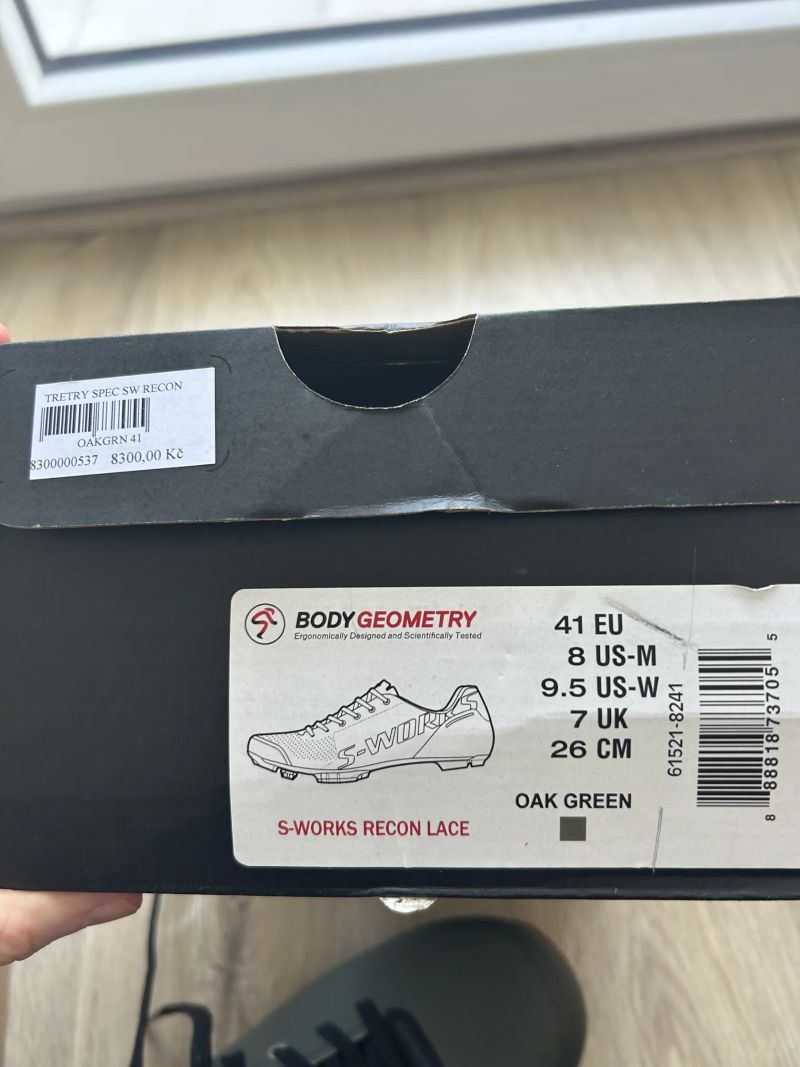 TRETRY SPEC SW RECON
OAKGRN 41
8300000537 8300,00 Kč
BODY GEOMETRY
Ergonomically Designed and Scientifically Tested
S-WORKS
S-WORKS RECON LACE
41 EU
8 US-M
9.5 US-W
7 UK
26 CM
OAK GREEN
61521-8241
8 88818 73705 5